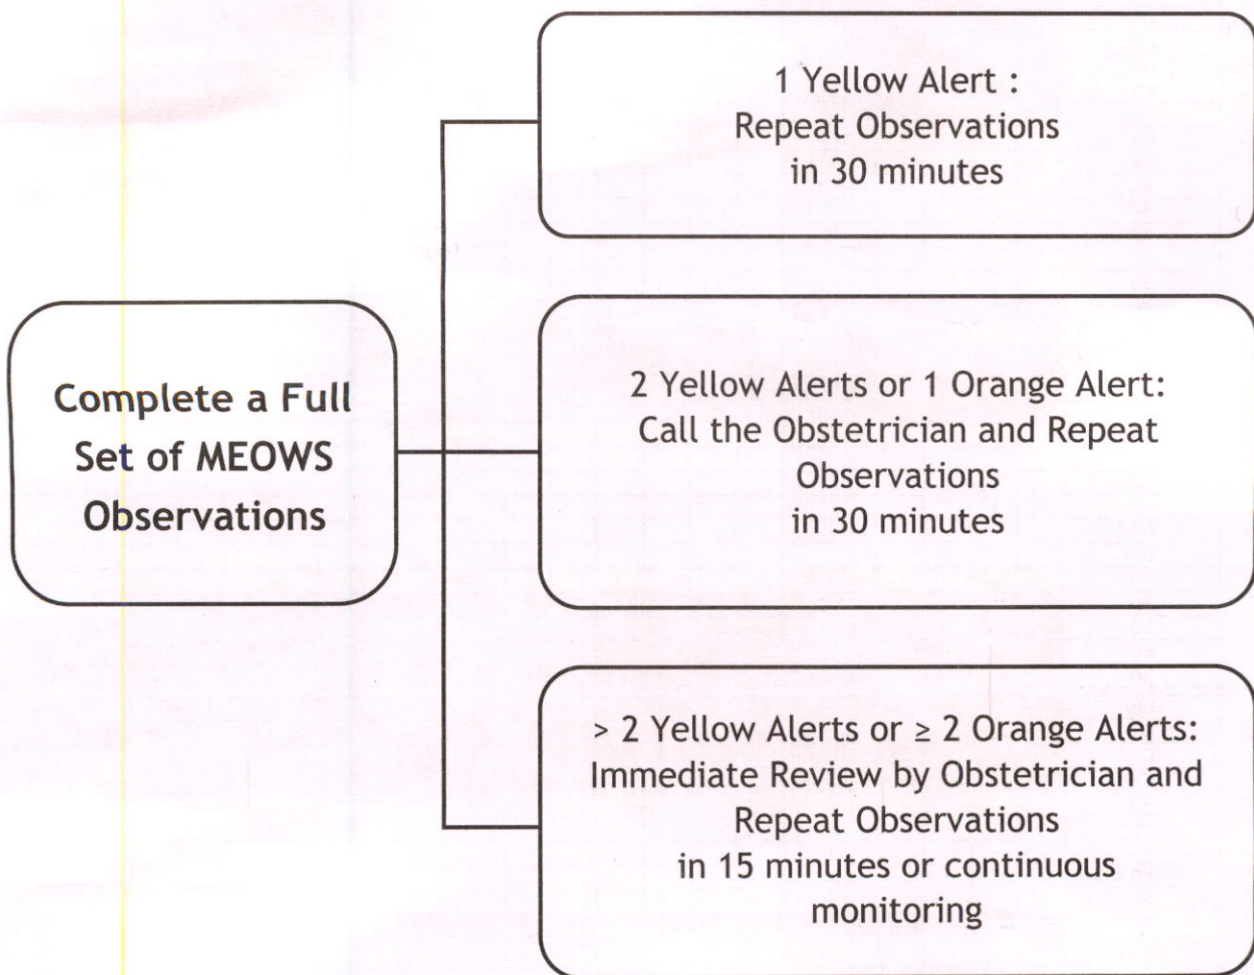 Complete a Full
Set of MEOWS
Observations
1 Yellow Alert :
Repeat Observations
in 30 minutes
2 Yellow Alerts or 1 Orange Alert:
Call the Obstetrician and Repeat
Observations
in 30 minutes
> 2 Yellow Alerts or ≥ 2 Orange Alerts:
Immediate Review by Obstetrician and
Repeat Observations
in 15 minutes or continuous
monitoring